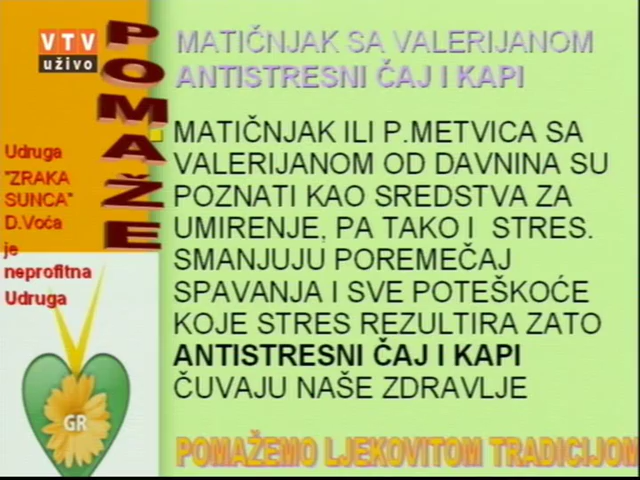 VTV
uživo
POMAŽE
MATIČNJAK SA VALERIJANOM
ANTISTRESNI ČAJ I KAPI
MATIČNJAK ILI P.METVICA SA
VALERIJANOM OD DAVNINA SU
POZNATI KAO SREDSTVA ZA
UMIRENJE, PA TAKO I STRES.
SMANJUJU POREMEČAJ
SPAVANJA I SVE POTEŠKOĆE
KOJE STRES REZULTIRA ZATO
ANTISTRESNI ČAJ I KAPI
ČUVAJU NAŠE ZDRAVLJE
Udruga
"ZRAKA
SUNCA"
D.Voća
je
neprofitna
Udruga
GR
POMAŽEMO LJEKOVITOM TRADICIJOM